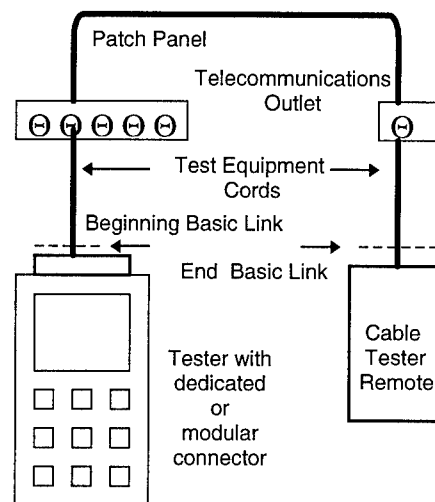 Patch Panel
Telecommunications
Outlet
Test Equipment
Cords
Beginning Basic Link
End Basic Link
Tester with
dedicated
or
modular
connector
Cable
Tester
Remote